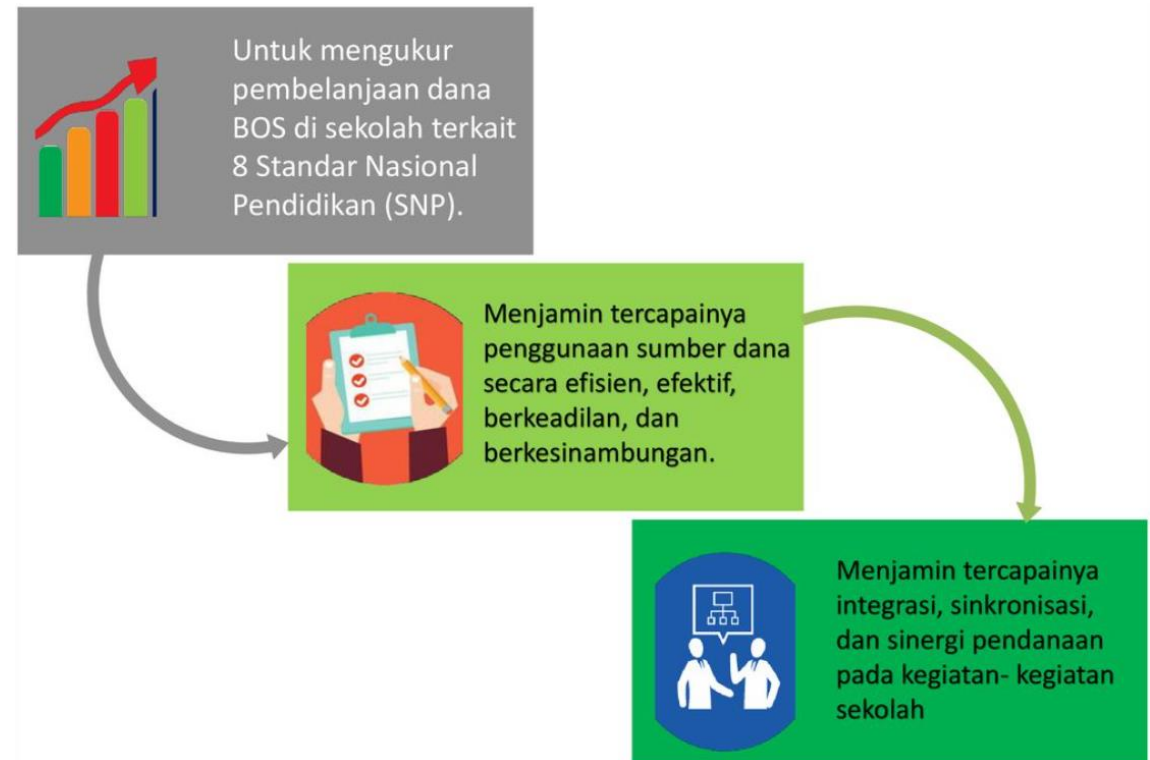 Untuk mengukur
pembelanjaan dana
BOS di sekolah terkait
8 Standar Nasional
Pendidikan (SNP).
Menjamin tercapainya
penggunaan sumber dana
secara efisien, efektif,
berkeadilan, dan
berkesinambungan.
Menjamin tercapainya
integrasi, sinkronisasi,
dan sinergi pendanaan
pada kegiatan- kegiatan
sekolah